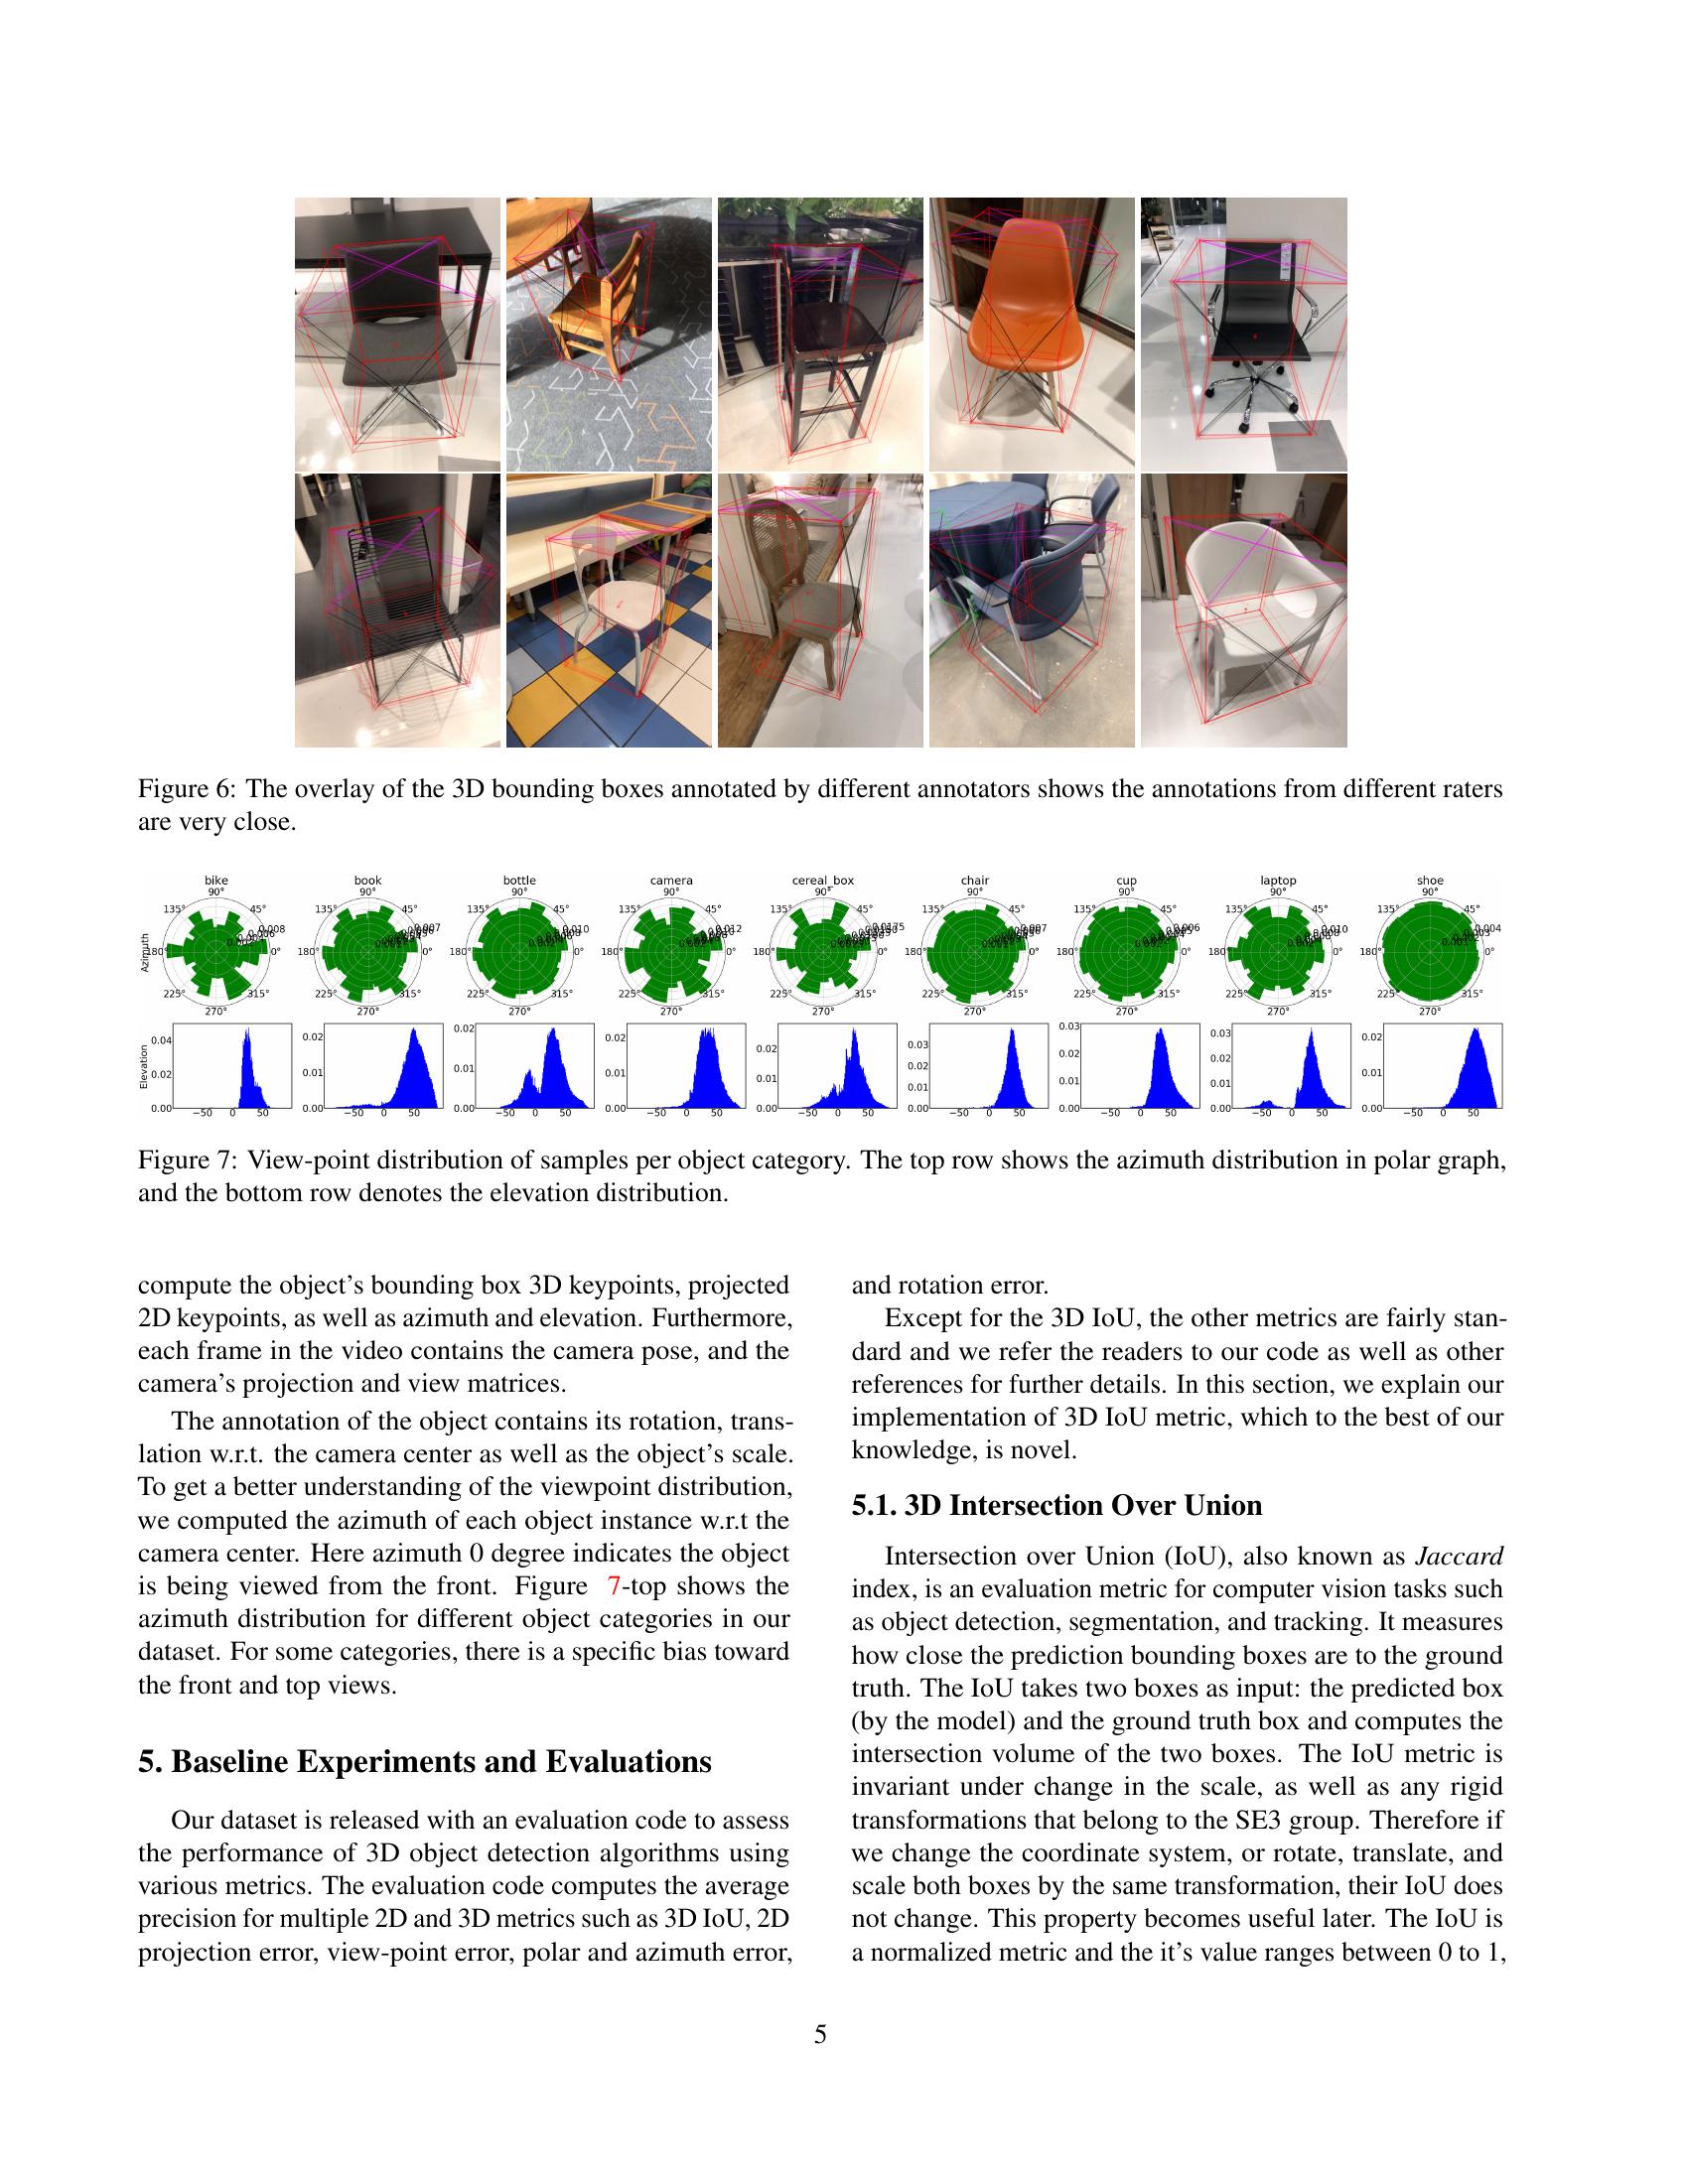 Figure 6: The overlay of the 3D bounding boxes annotated by different annotators shows the annotations from different raters
are very close.
bike book bottle camera cereal_box chair cup laptop shoe
90° 90° 90° 90° 90° 90° 90° 90° 90°
135° 45° 135° 45° 135° 45° 135° 45° 135° 45° 135° 45° 135° 45° 135° 45° 135° 45°
0.008 0.007 0.010 0.012 0.0175 0.007 0.006 0.010 0.004
Azimuth
180° 0° 180° 0° 180° 0° 180° 0° 180° 0° 180° 0° 180° 0° 180° 0° 180° 0°
225° 315° 225° 315° 225° 315° 225° 315° 225° 315° 225° 315° 225° 315° 225° 315° 225° 315°
270° 270° 270° 270° 270° 270° 270° 270° 270°
Elevation
0.04 0.02 0.00
0.02 0.01 0.00
0.02 0.01 0.00
0.02 0.01 0.00
0.02 0.01 0.00
0.03 0.02 0.01 0.00
0.03 0.02 0.01 0.00
0.03 0.02 0.01 0.00
0.02 0.01 0.00
−50 0 50 −50 0 50 −50 0 50 −50 0 50 −50 0 50 −50 0 50 −50 0 50 −50 0 50 −50 0 50
Figure 7: View-point distribution of samples per object category. The top row shows the azimuth distribution in polar graph,
and the bottom row denotes the elevation distribution.
compute the object's bounding box 3D keypoints, projected
2D keypoints, as well as azimuth and elevation. Furthermore,
each frame in the video contains the camera pose, and the
camera's projection and view matrices.
The annotation of the object contains its rotation, trans-
lation w.r.t. the camera center as well as the object's scale.
To get a better understanding of the viewpoint distribution,
we computed the azimuth of each object instance w.r.t the
camera center. Here azimuth 0 degree indicates the object
is being viewed from the front. Figure 7-top shows the
azimuth distribution for different object categories in our
dataset. For some categories, there is a specific bias toward
the front and top views.
5. Baseline Experiments and Evaluations
Our dataset is released with an evaluation code to assess
the performance of 3D object detection algorithms using
various metrics. The evaluation code computes the average
precision for multiple 2D and 3D metrics such as 3D IoU, 2D
projection error, view-point error, polar and azimuth error,
and rotation error.
Except for the 3D IoU, the other metrics are fairly stan-
dard and we refer the readers to our code as well as other
references for further details. In this section, we explain our
implementation of 3D IoU metric, which to the best of our
knowledge, is novel.
5.1. 3D Intersection Over Union
Intersection over Union (IoU), also known as Jaccard
index, is an evaluation metric for computer vision tasks such
as object detection, segmentation, and tracking. It measures
how close the prediction bounding boxes are to the ground
truth. The IoU takes two boxes as input: the predicted box
(by the model) and the ground truth box and computes the
intersection volume of the two boxes. The IoU metric is
invariant under change in the scale, as well as any rigid
transformations that belong to the SE3 group. Therefore if
we change the coordinate system, or rotate, translate, and
scale both boxes by the same transformation, their IoU does
not change. This property becomes useful later. The IoU is
a normalized metric and the it's value ranges between 0 to 1,
5